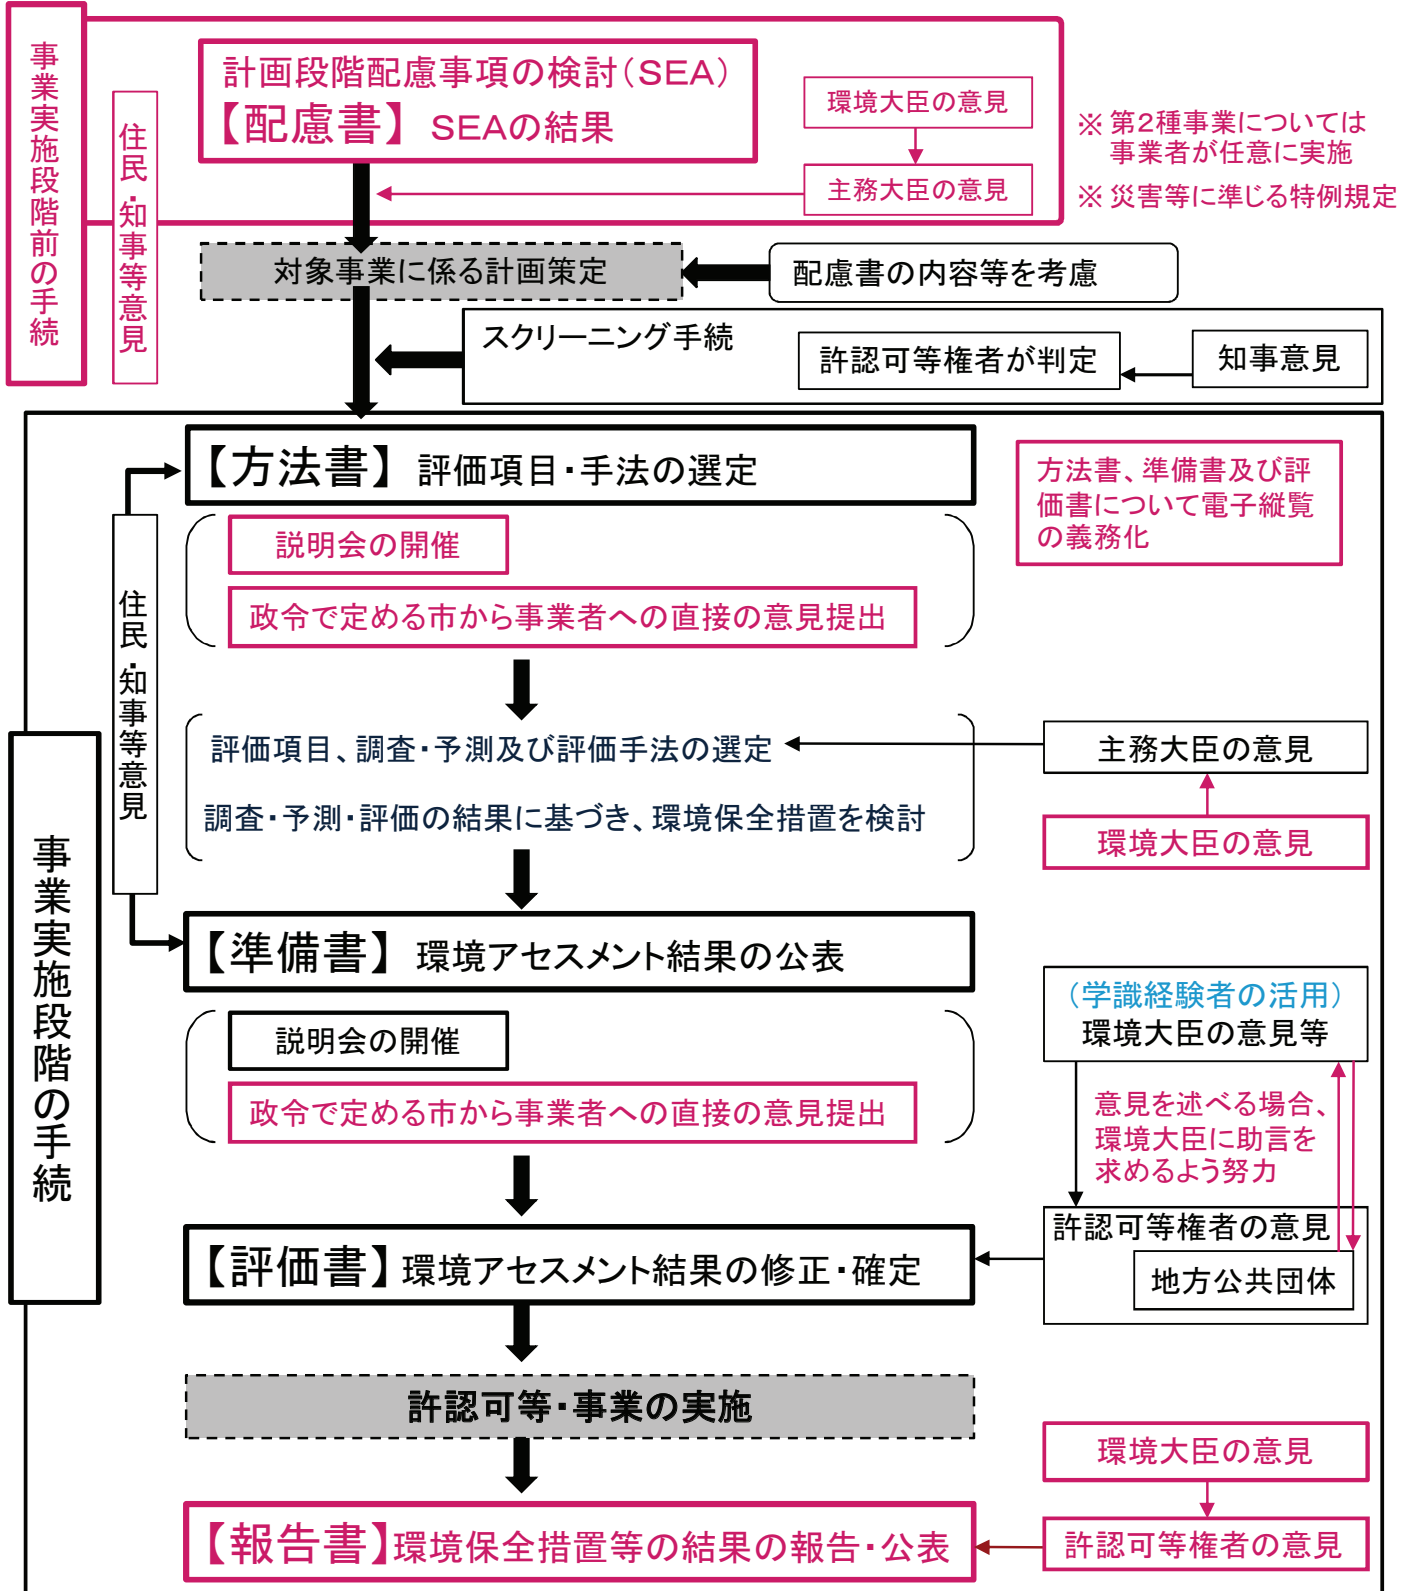 事業実施段階前の手続
住民・知事等意見
計画段階配慮事項の検討(SEA)
【配慮書】 SEAの結果
環境大臣の意見
主務大臣の意見
※ 第2種事業については
事業者が任意に実施
※ 災害等に準じる特例規定
対象事業に係る計画策定
配慮書の内容等を考慮
スクリーニング手続
許認可等権者が判定
知事意見
事業実施段階の手続
住民・知事等意見
【方法書】 評価項目・手法の選定
方法書、準備書及び評
価書について電子縦覧
の義務化
説明会の開催
政令で定める市から事業者への直接の意見提出
評価項目、調査・予測及び評価手法の選定
主務大臣の意見
調査・予測・評価の結果に基づき、環境保全措置を検討
環境大臣の意見
【準備書】 環境アセスメント結果の公表
(学識経験者の活用)
環境大臣の意見等
説明会の開催
政令で定める市から事業者への直接の意見提出
意見を述べる場合、
環境大臣に助言を
求めるよう努力
許認可等権者の意見
地方公共団体
【評価書】 環境アセスメント結果の修正・確定
許認可等・事業の実施
環境大臣の意見
【報告書】環境保全措置等の結果の報告・公表
許認可等権者の意見